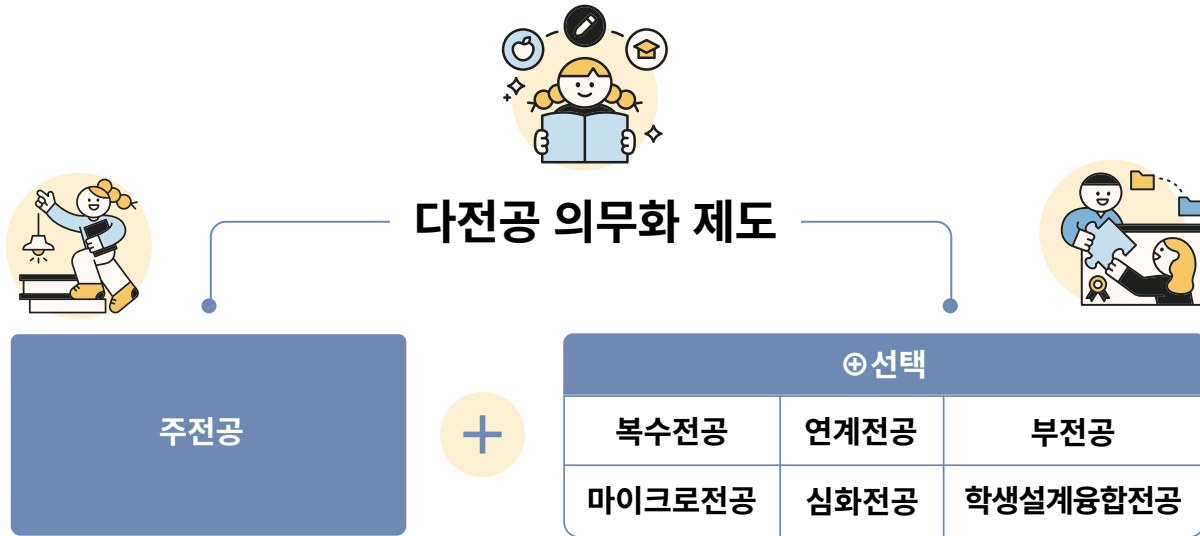 다전공 의무화 제도
주전공
+
⊕선택
복수전공 연계전공 부전공
마이크로전공 심화전공 학생설계융합전공